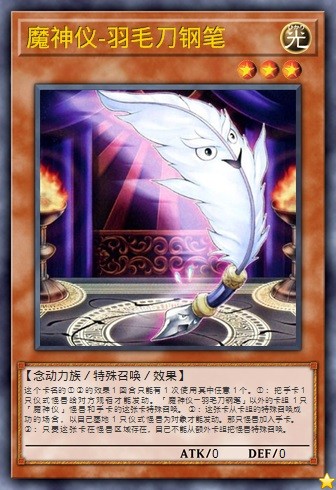 魔神仪-羽毛刀钢笔
光
【念动力族／特殊召唤／效果】
这个卡名的①②的效果1回合只能有1次使用其中任意1个。①：把手卡1
只仪式怪兽给对方观看才能发动。「魔神仪-羽毛刀钢笔」以外的卡组1只
「魔神仪」怪兽和手卡的这张卡特殊召唤。②：这张卡从卡组的特殊召唤成
功的场合，以自己墓地1只仪式怪兽为对象才能发动。那只怪兽加入手卡。
③：只要这张卡在怪兽区域存在，自己不能从额外卡组把怪兽特殊召唤。
ATK/0 DEF/0